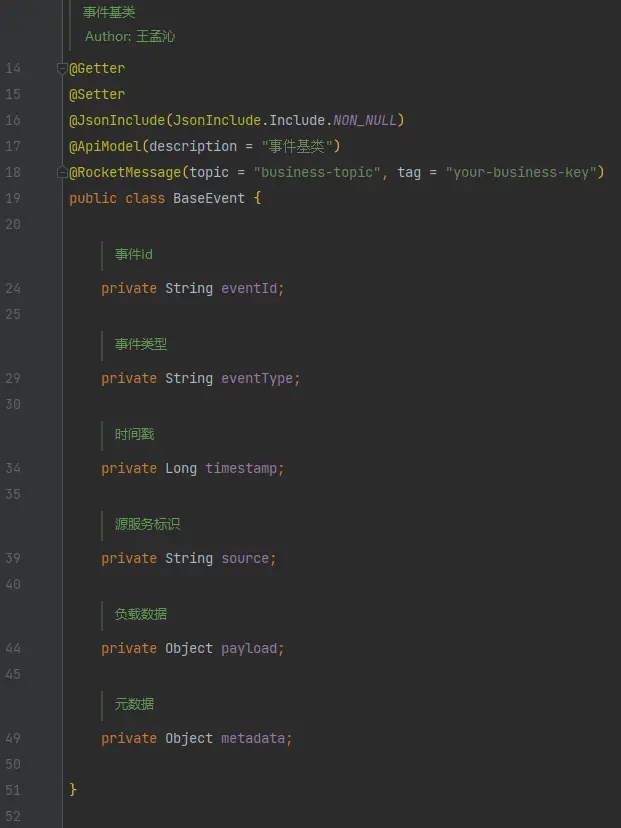 事件基类
Author: 王孟沁
14 @Getter
15 @Setter
16 @JsonInclude(JsonInclude.Include.NON_NULL)
17 @ApiModel(description = "事件基类")
18 @RocketMessage(topic = "business-topic", tag = "your-business-key")
19 public class BaseEvent {
20
事件Id
24 private String eventId;
25
事件类型
29 private String eventType;
30
时间戳
34 private Long timestamp;
35
源服务标识
39 private String source;
40
负载数据
44 private Object payload;
45
元数据
49 private Object metadata;
50
51 }
52